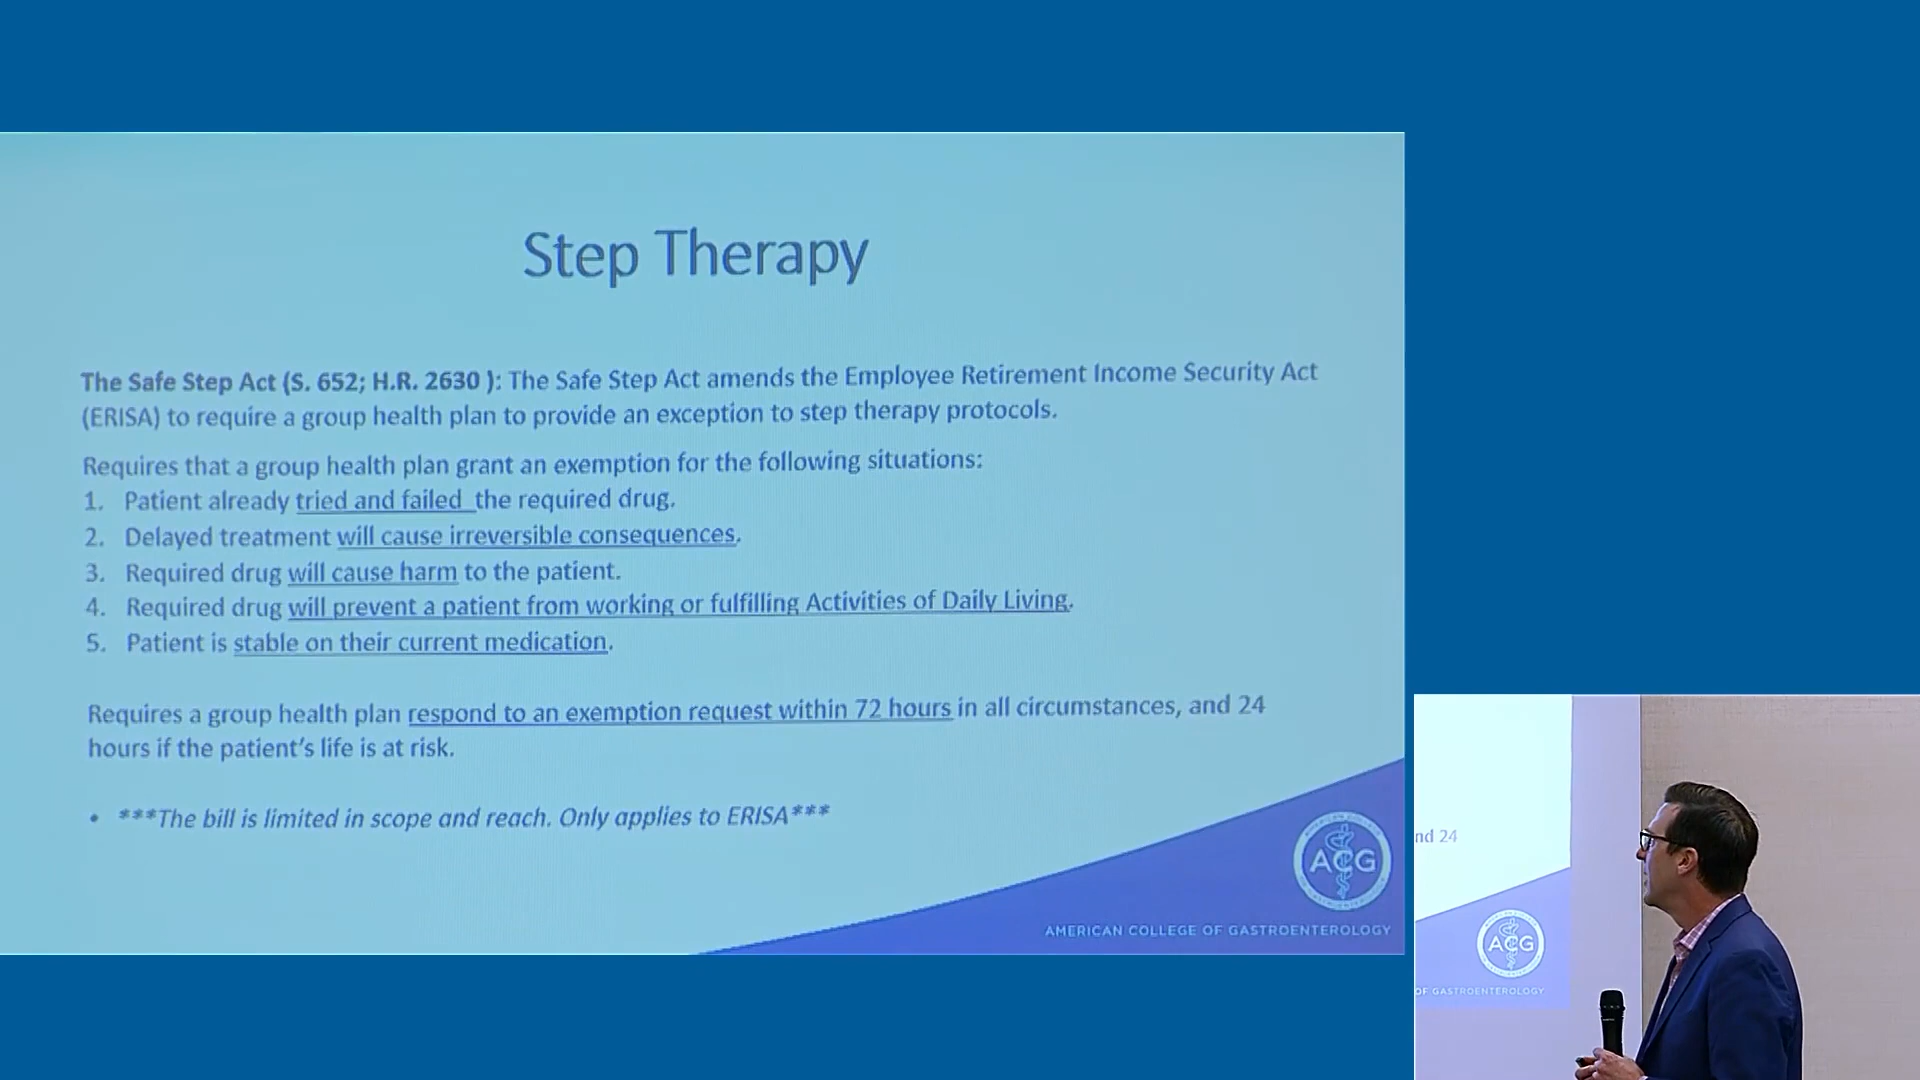 Step Therapy
The Safe Step Act (S. 652; H.R. 2630 ): The Safe Step Act amends the Employee Retirement Income Security Act
(ERISA) to require a group health plan to provide an exception to step therapy protocols.
Requires that a group health plan grant an exemption for the following situations:
1. Patient already tried and failed the required drug.
2. Delayed treatment will cause irreversible consequences.
3. Required drug will cause harm to the patient.
4. Required drug will prevent a patient from working or fulfilling Activities of Daily Living.
5. Patient is stable on their current medication.
Requires a group health plan respond to an exemption request within 72 hours in all circumstances, and 24
hours if the patient's life is at risk.
• ***The bill is limited in scope and reach. Only applies to ERISA***
ACG
AMERICAN COLLEGE OF GASTROENTEROLOGY
nd 24
ACG
OF GASTROENTEROLOGY